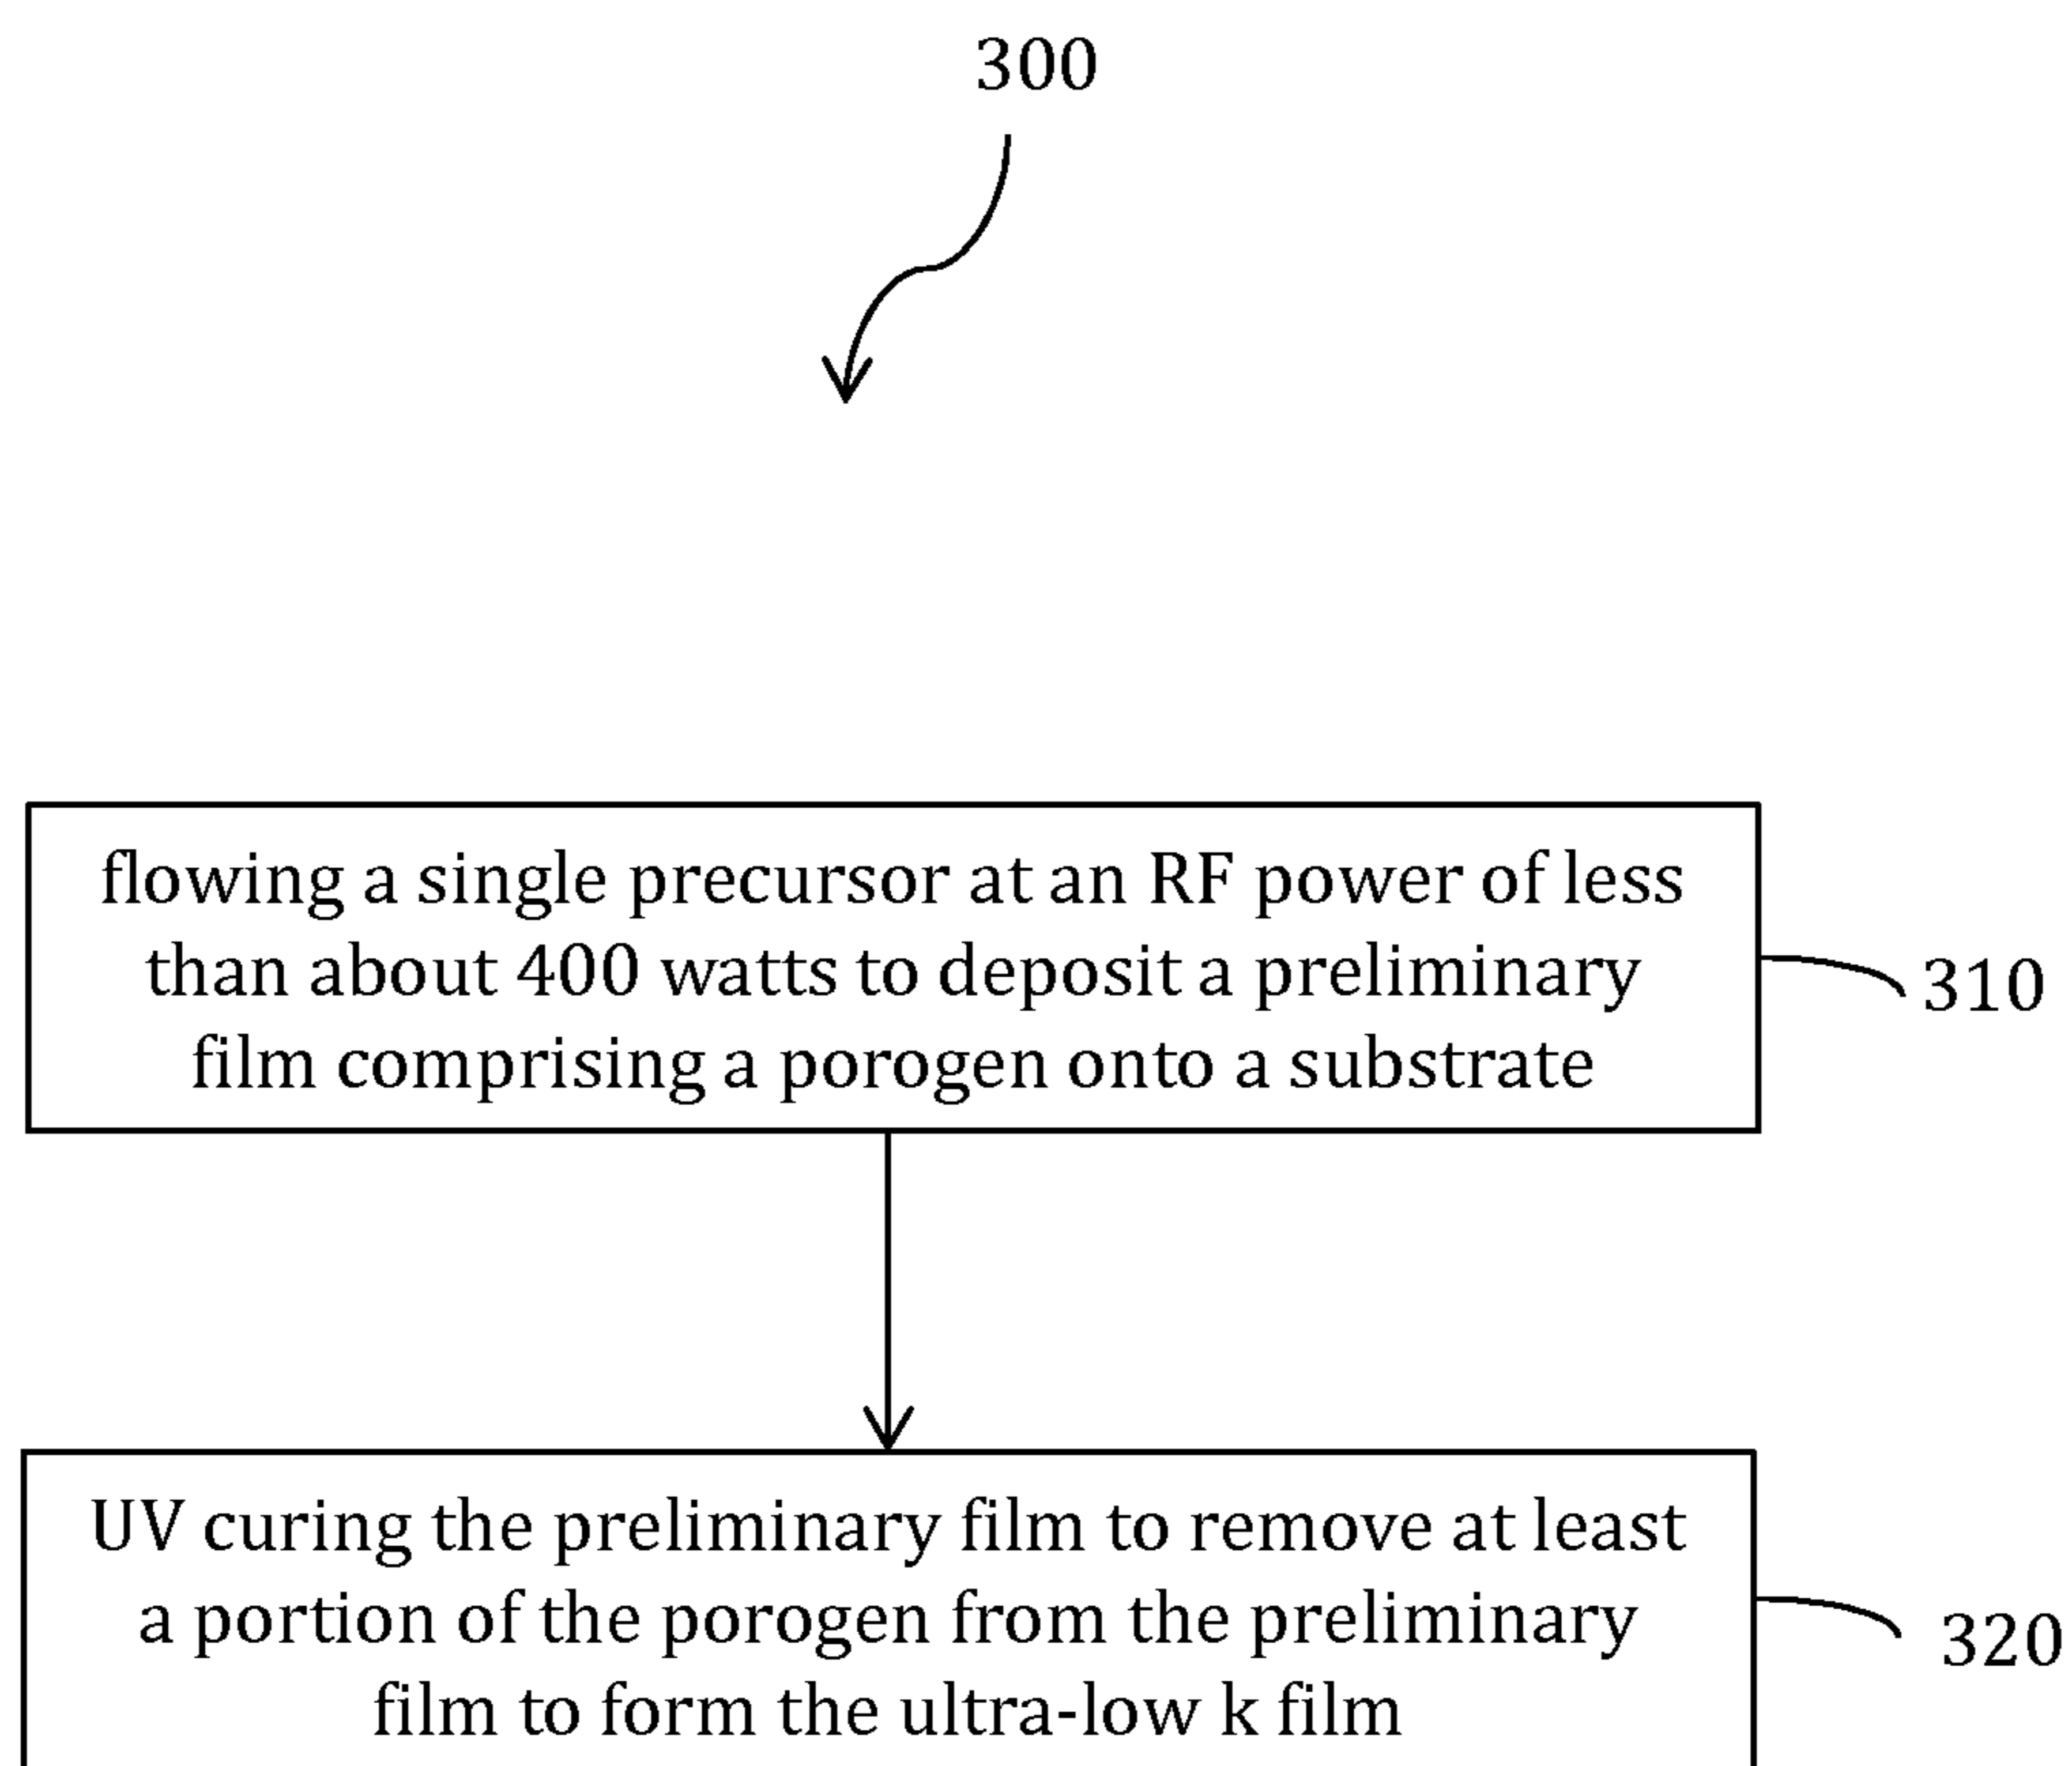 300
flowing a single precursor at an RF power of less
than about 400 watts to deposit a preliminary
film comprising a porogen onto a substrate
310
UV curing the preliminary film to remove at least
a portion of the porogen from the preliminary
film to form the ultra-low k film
320